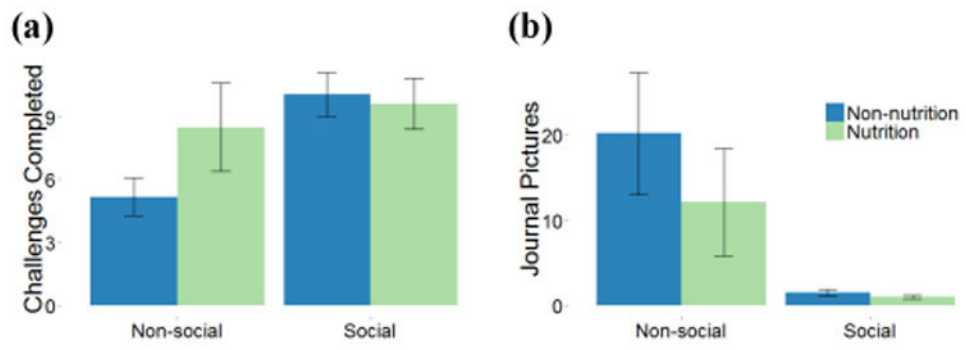 (a)
Challenges Completed
9
6
3
0
Non-social
Social
(b)
Journal Pictures
20
10
0
Non-social
Social
Non-nutrition
Nutrition